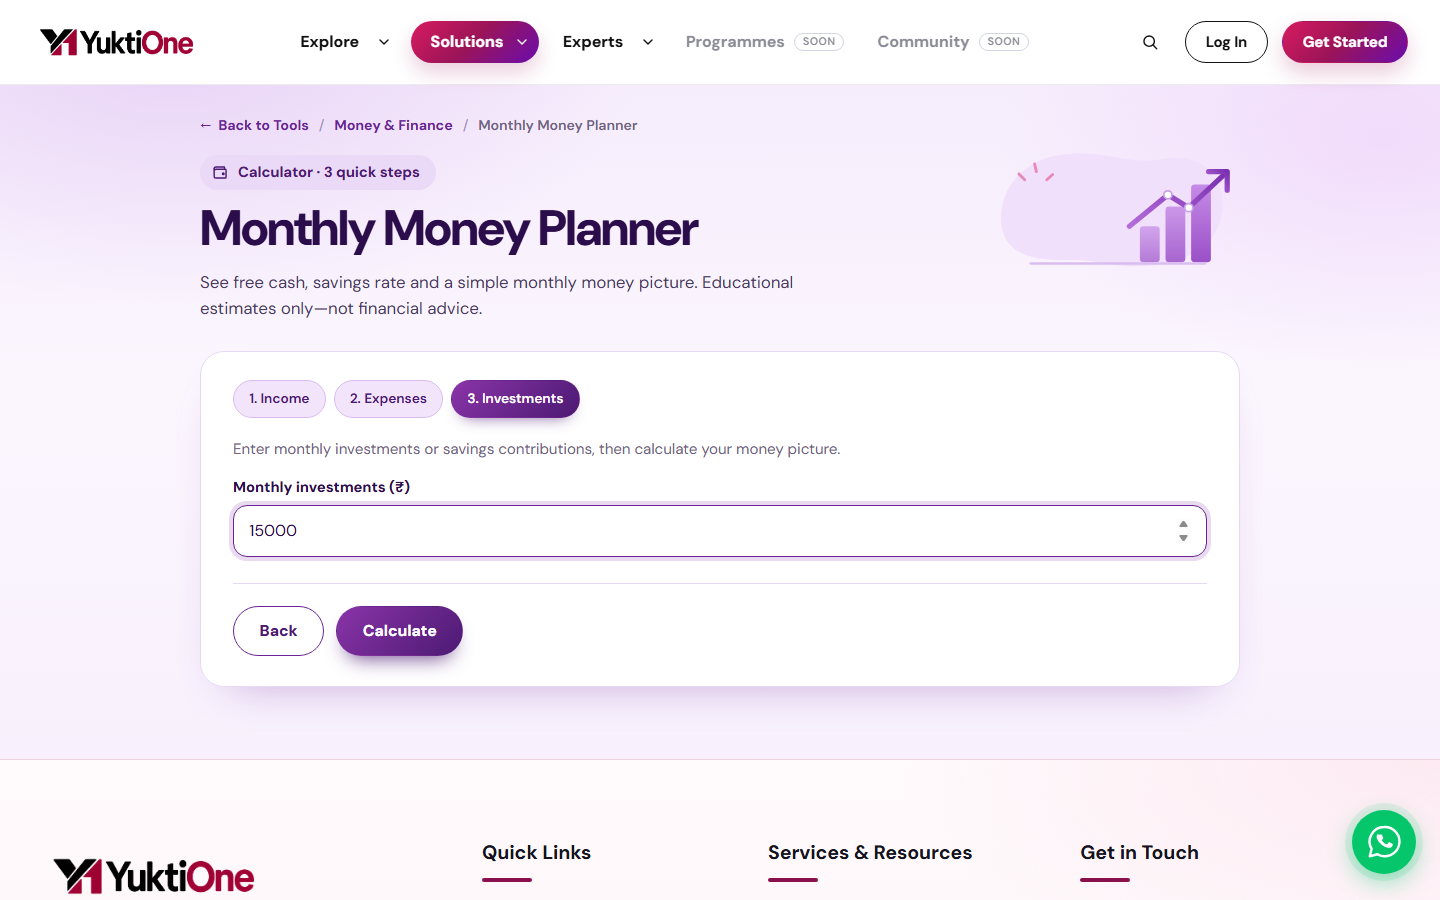 YuktiOne
Explore
Solutions
Experts
Programmes SOON
Community SOON
Log In
Get Started
← Back to Tools / Money & Finance / Monthly Money Planner
Calculator · 3 quick steps
Monthly Money Planner
See free cash, savings rate and a simple monthly money picture. Educational
estimates only—not financial advice.
1. Income
2. Expenses
3. Investments
Enter monthly investments or savings contributions, then calculate your money picture.
Monthly investments (₹)
15000
Back
Calculate
YuktiOne
Quick Links
Services & Resources
Get in Touch